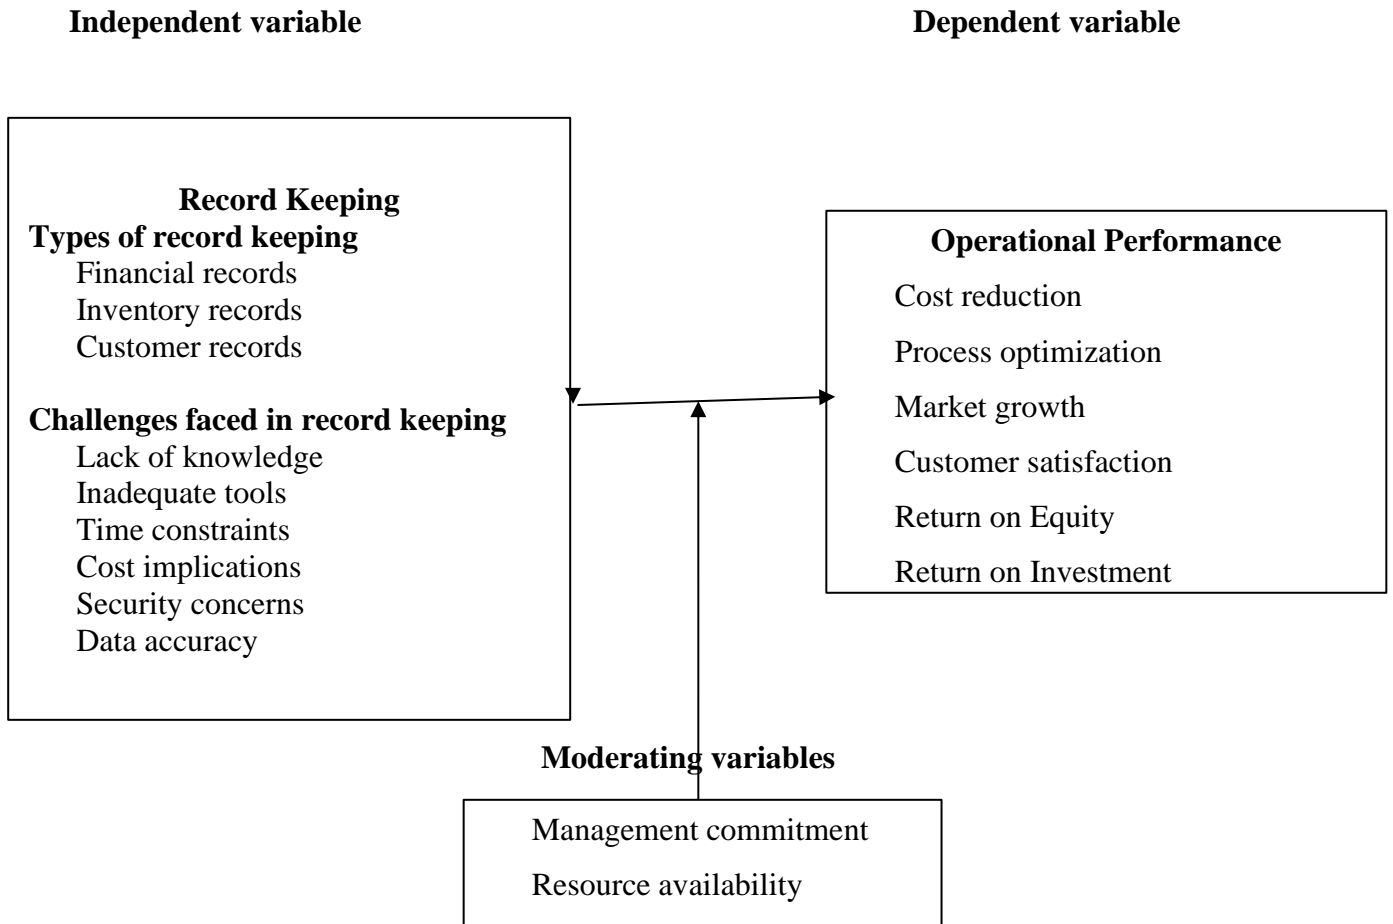 Independent variable
Dependent variable
Record Keeping
Types of record keeping
Financial records
Inventory records
Customer records
Challenges faced in record keeping
Lack of knowledge
Inadequate tools
Time constraints
Cost implications
Security concerns
Data accuracy
Operational Performance
Cost reduction
Process optimization
Market growth
Customer satisfaction
Return on Equity
Return on Investment
Moderating variables
Management commitment
Resource availability